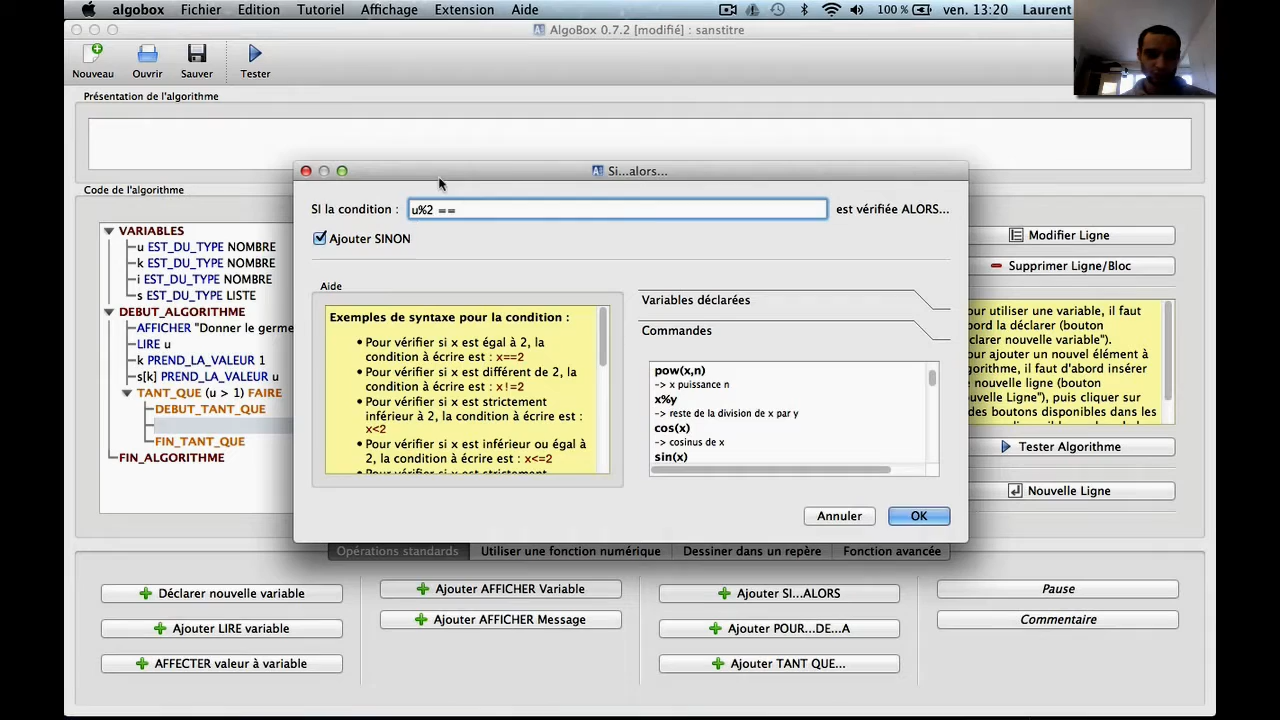 algobox Fichier Edition Tutoriel Affichage Extension Aide 100 % ven. 13:20 Laurent
AlgoBox 0.7.2 [modifié] : sanstitre
Nouveau Ouvrir Sauver Tester
Présentation de l'algorithme
Code de l'algorithme
VARIABLES
u EST_DU_TYPE NOMBRE
k EST_DU_TYPE NOMBRE
i EST_DU_TYPE NOMBRE
s EST_DU_TYPE LISTE
DEBUT_ALGORITHME
AFFICHER "Donner le germe
LIRE u
k PREND_LA_VALEUR 1
s[k] PREND_LA_VALEUR u
TANT_QUE (u > 1) FAIRE
DEBUT_TANT_QUE
FIN_TANT_QUE
FIN_ALGORITHME
Si...alors...
SI la condition : u%2 == est vérifiée ALORS...
Ajouter SINON
Aide
Exemples de syntaxe pour la condition :
• Pour vérifier si x est égal à 2, la
condition à écrire est : x==2
• Pour vérifier si x est différent de 2, la
condition à écrire est : x!=2
• Pour vérifier si x est strictement
inférieur à 2, la condition à écrire est :
x<2
• Pour vérifier si x est inférieur ou égal
à 2, la condition à écrire est : x<=2
• Pour vérifier si x est strictement
Variables déclarées
Commandes
pow(x,n)
-> x puissance n
x%y
-> reste de la division de x par y
cos(x)
-> cosinus de x
sin(x)
Annuler OK
Modifier Ligne
Supprimer Ligne/Bloc
our utiliser une variable, il faut
abord la déclarer (bouton
clarer nouvelle variable").
our ajouter un nouvel élément à
lgorithme, il faut d'abord insérer
e nouvelle ligne (bouton
ouvelle Ligne"), puis cliquer sur
des boutons disponibles dans les
Tester Algorithme
Nouvelle Ligne
Opérations standards Utiliser une fonction numérique Dessiner dans un repère Fonction avancée
Déclarer nouvelle variable Ajouter AFFICHER Variable Ajouter SI...ALORS Pause
Ajouter LIRE variable Ajouter AFFICHER Message Ajouter POUR...DE...A Commentaire
AFFECTER valeur à variable Ajouter TANT QUE...